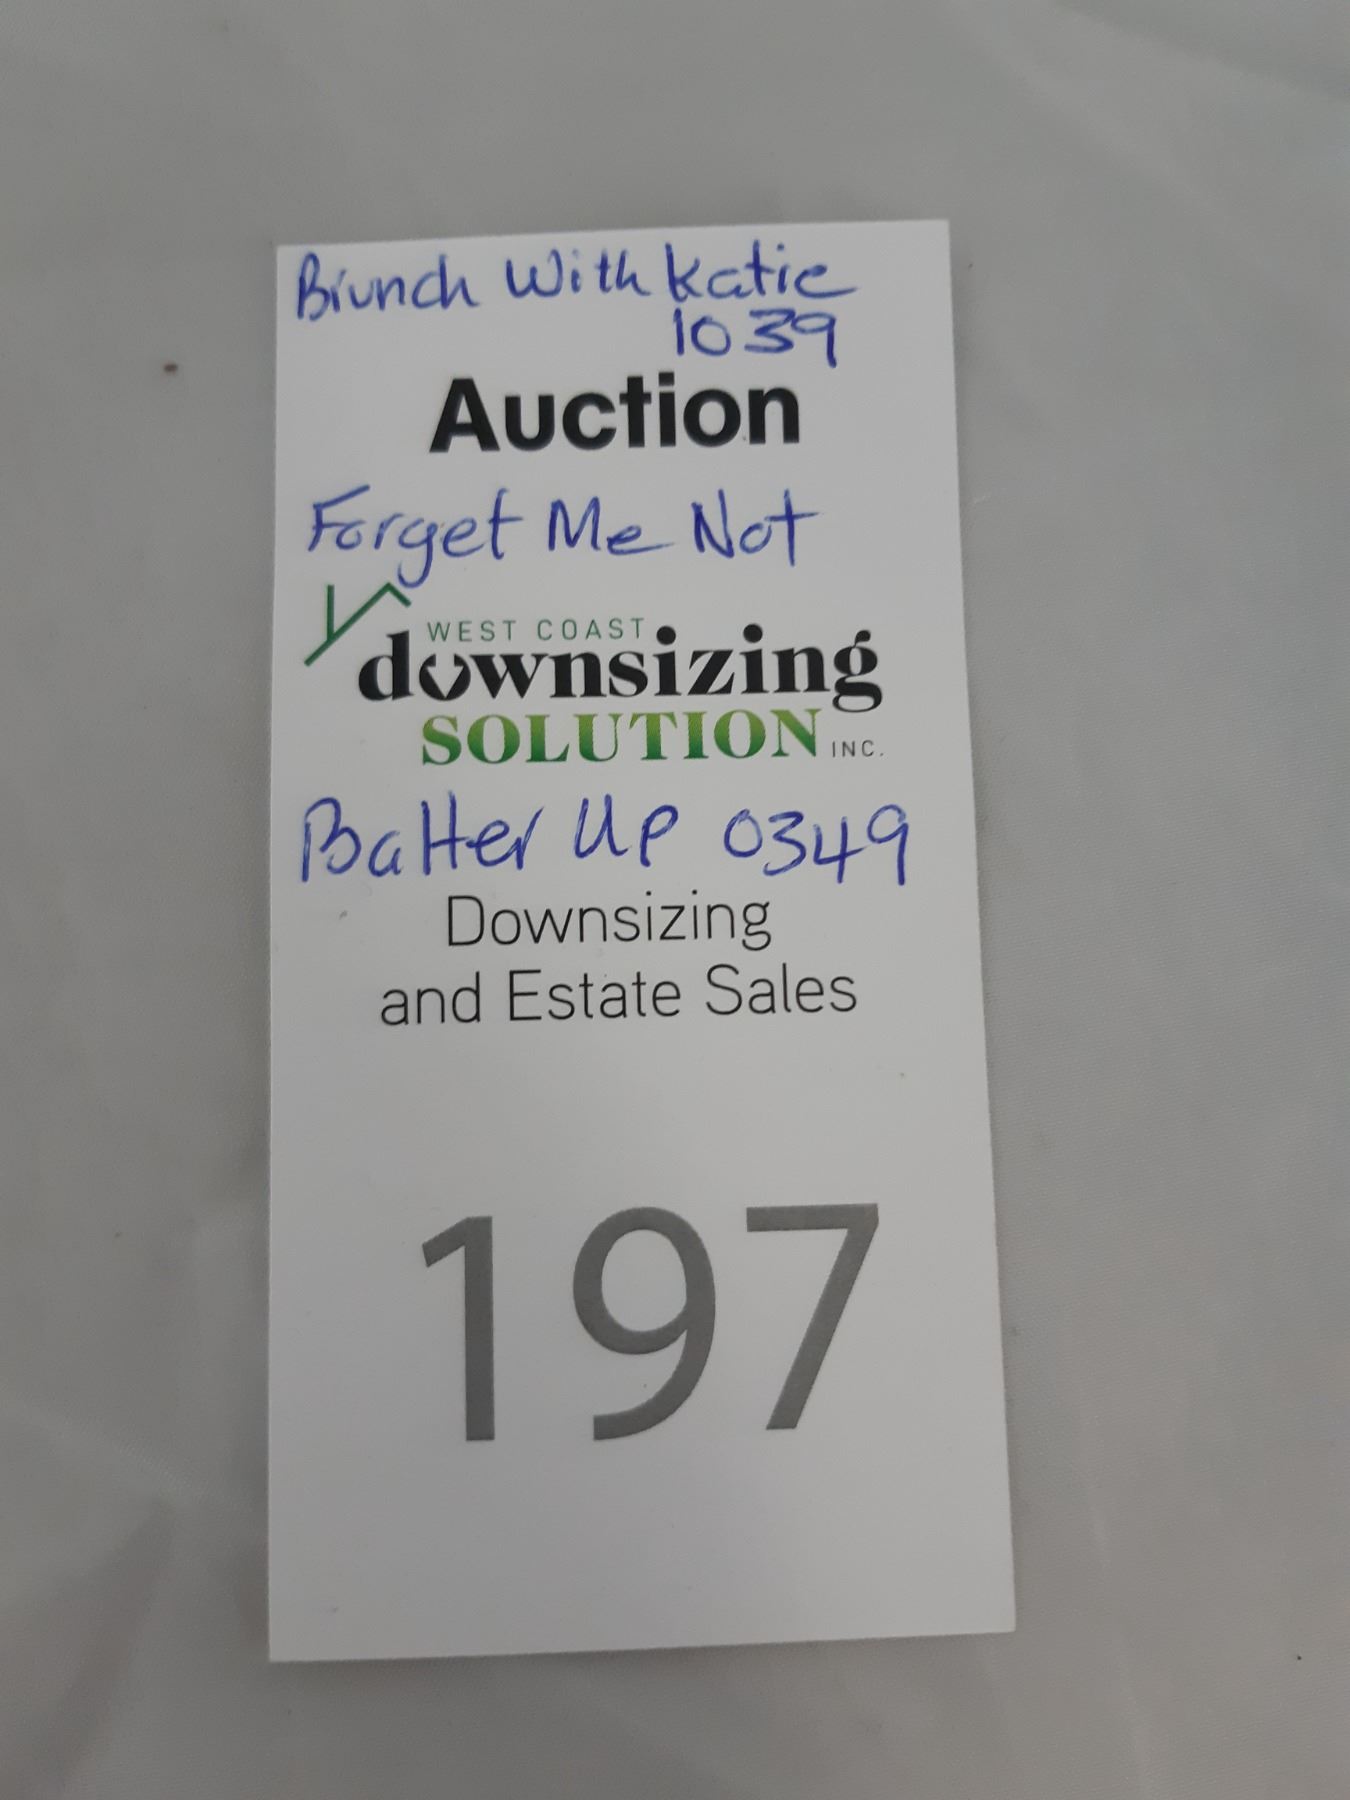 Brunch With Katie
1039
Auction
Forget Me Not
WEST COAST
downsizing
SOLUTION INC.
Batter Up 0349
Downsizing
and Estate Sales
197